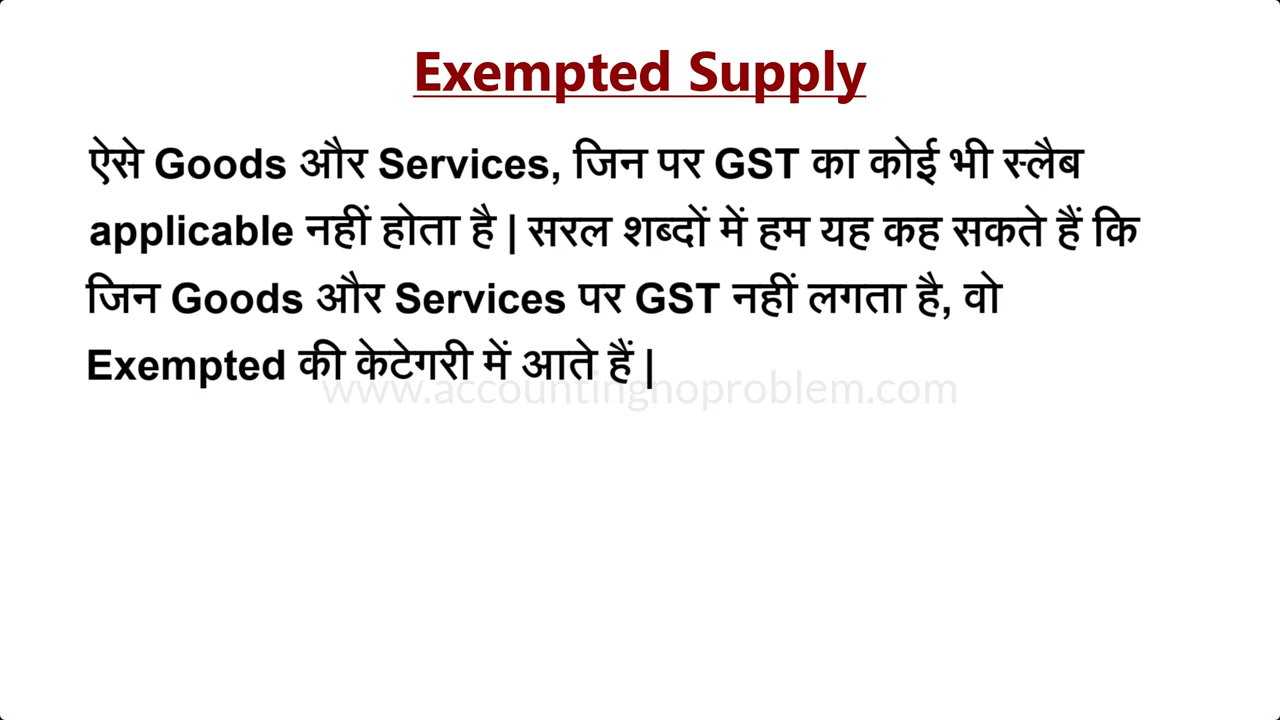 Exempted Supply
ऐसे Goods और Services, जिन पर GST का कोई भी स्लैब
applicable नहीं होता है | सरल शब्दों में हम यह कह सकते हैं कि
जिन Goods और Services पर GST नहीं लगता है, वो
Exempted की केटेगरी में आते हैं |
www.accountingnoproblem.com